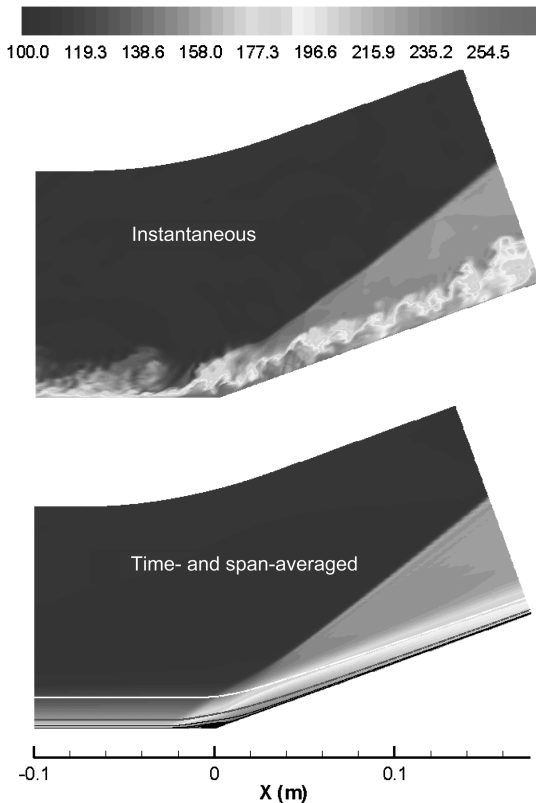 100.0 119.3 138.6 158.0 177.3 196.6 215.9 235.2 254.5
Instantaneous
Time- and span-averaged
-0.1 0 0.1
X (m)